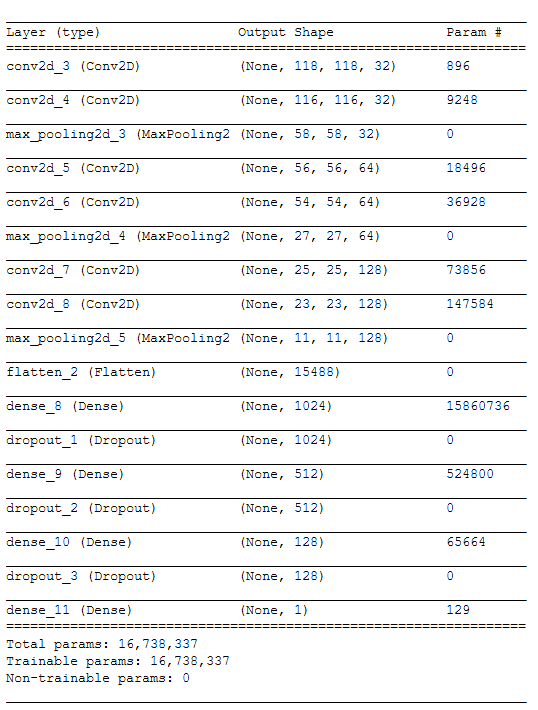 Layer (type) Output Shape Param #
=================================================================
conv2d_3 (Conv2D) (None, 118, 118, 32) 896
conv2d_4 (Conv2D) (None, 116, 116, 32) 9248
max_pooling2d_3 (MaxPooling2 (None, 58, 58, 32) 0
conv2d_5 (Conv2D) (None, 56, 56, 64) 18496
conv2d_6 (Conv2D) (None, 54, 54, 64) 36928
max_pooling2d_4 (MaxPooling2 (None, 27, 27, 64) 0
conv2d_7 (Conv2D) (None, 25, 25, 128) 73856
conv2d_8 (Conv2D) (None, 23, 23, 128) 147584
max_pooling2d_5 (MaxPooling2 (None, 11, 11, 128) 0
flatten_2 (Flatten) (None, 15488) 0
dense_8 (Dense) (None, 1024) 15860736
dropout_1 (Dropout) (None, 1024) 0
dense_9 (Dense) (None, 512) 524800
dropout_2 (Dropout) (None, 512) 0
dense_10 (Dense) (None, 128) 65664
dropout_3 (Dropout) (None, 128) 0
dense_11 (Dense) (None, 1) 129
=================================================================
Total params: 16,738,337
Trainable params: 16,738,337
Non-trainable params: 0